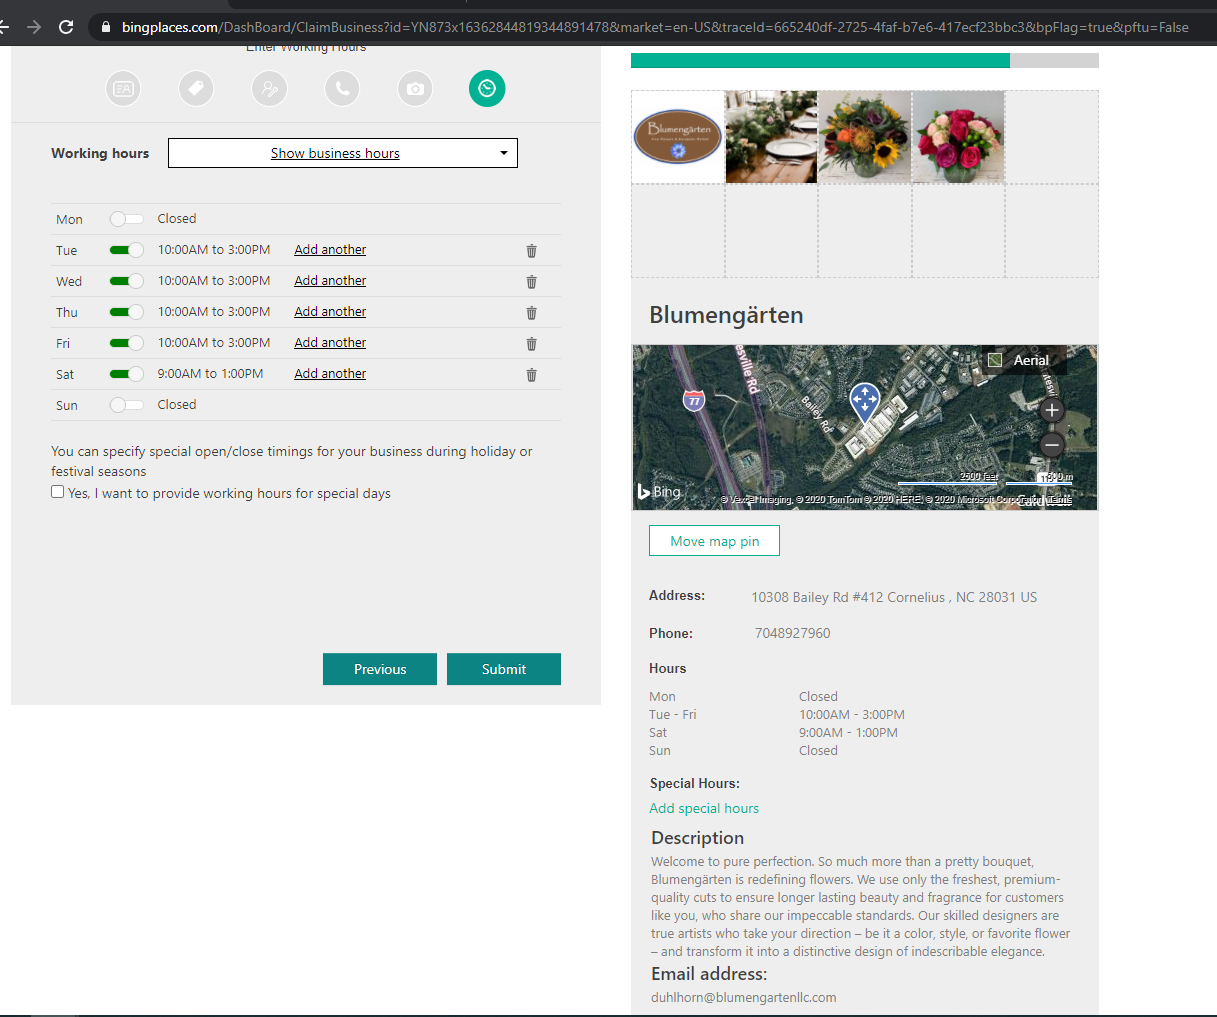 bingplaces.com/DashBoard/ClaimBusiness?id=YN873x16362844819344891478&market=en-US&traceId=665240df-2725-4faf-b7e6-417ecf23bbc3&bpFlag=true&pftu=False
Enter Working Hours
Working hours
Show business hours
Mon Closed
Tue 10:00AM to 3:00PM Add another
Wed 10:00AM to 3:00PM Add another
Thu 10:00AM to 3:00PM Add another
Fri 10:00AM to 3:00PM Add another
Sat 9:00AM to 1:00PM Add another
Sun Closed
You can specify special open/close timings for your business during holiday or
festival seasons
Yes, I want to provide working hours for special days
Previous
Submit
Blumengärten
Blumengärten
Aerial
esville Rd
77
Bailey Rd
2500 feet
500 m
Bing
© Vexcel Imaging, © 2020 TomTom © 2020 HERE, © 2020 Microsoft Corporation Terms
Move map pin
Address: 10308 Bailey Rd #412 Cornelius , NC 28031 US
Phone: 7048927960
Hours
Mon Closed
Tue - Fri 10:00AM - 3:00PM
Sat 9:00AM - 1:00PM
Sun Closed
Special Hours:
Add special hours
Description
Welcome to pure perfection. So much more than a pretty bouquet,
Blumengärten is redefining flowers. We use only the freshest, premium-
quality cuts to ensure longer lasting beauty and fragrance for customers
like you, who share our impeccable standards. Our skilled designers are
true artists who take your direction – be it a color, style, or favorite flower
– and transform it into a distinctive design of indescribable elegance.
Email address:
duhlhorn@blumengartenllc.com